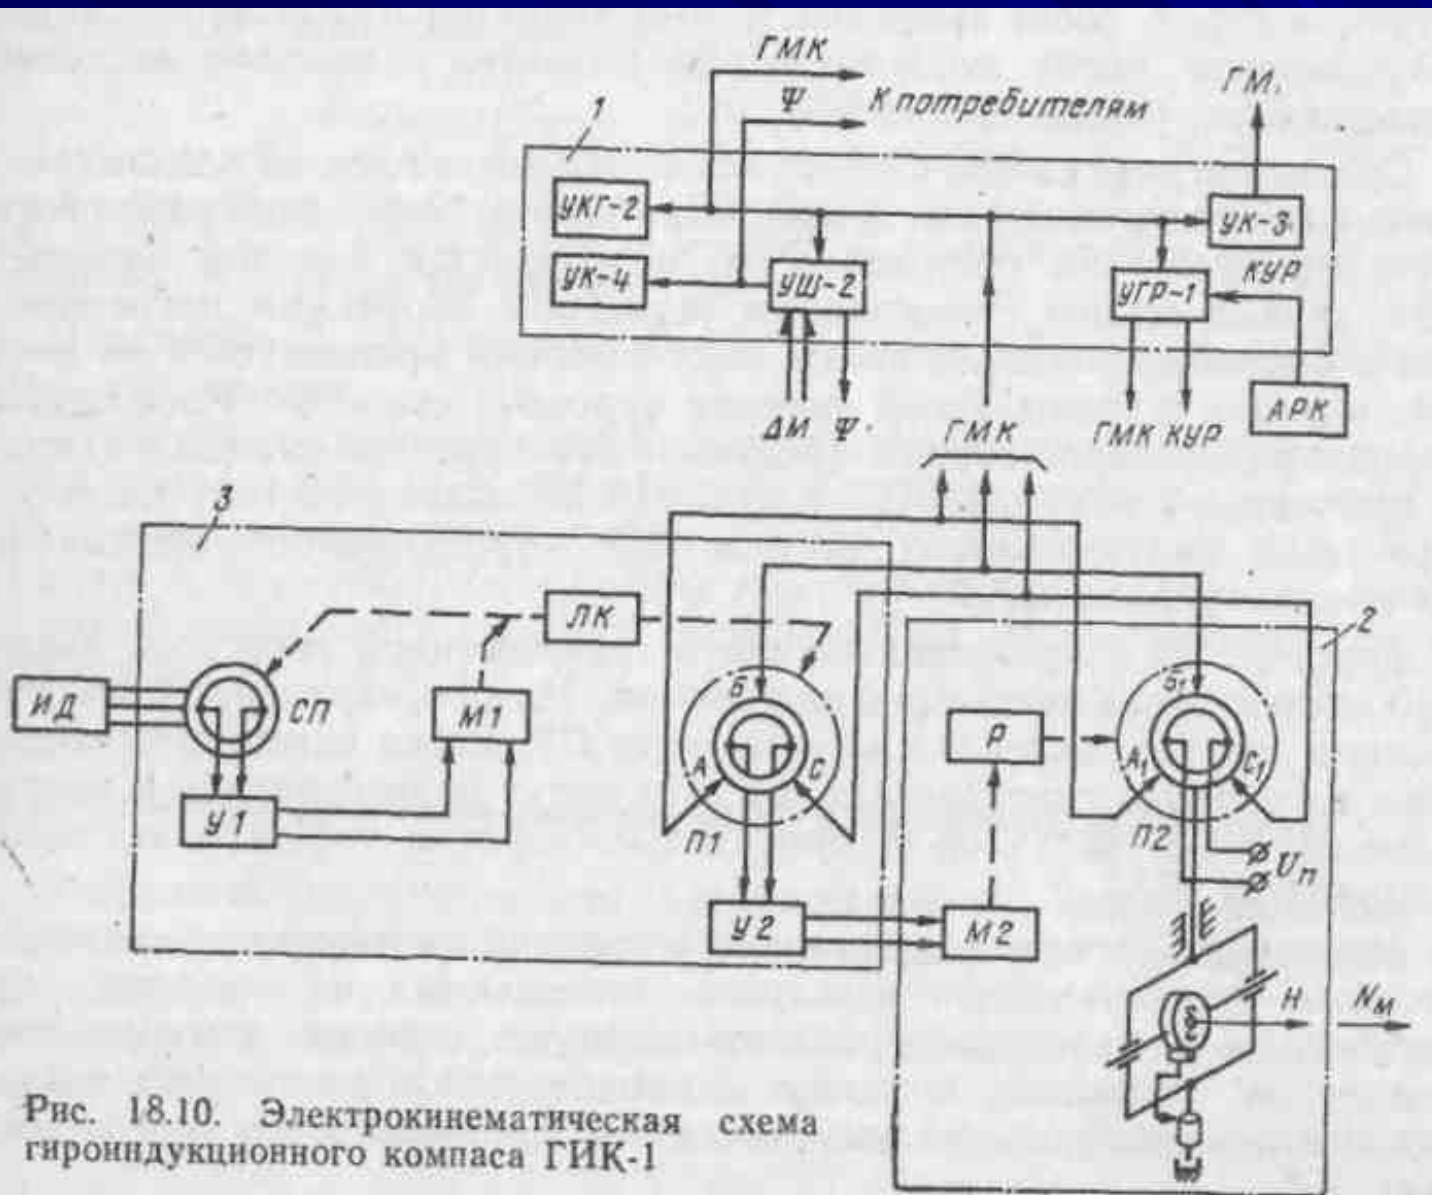 ГМК
Ψ
К потребителям
ГМ
1
УКГ-2
УК-3
УК-4
УШ-2
УГР-1
КУР
ΔМ Ψ
ГМК
ГМК КУР
АРК
3
2
ЛК
ИД
СП
М1
У1
Б
А
С
П1
У2
Р
М2
Б1
А1
С1
П2
Uп
Н
Nм
Рис. 18.10. Электрокинематическая схема
гироиндукционного компаса ГИК-1